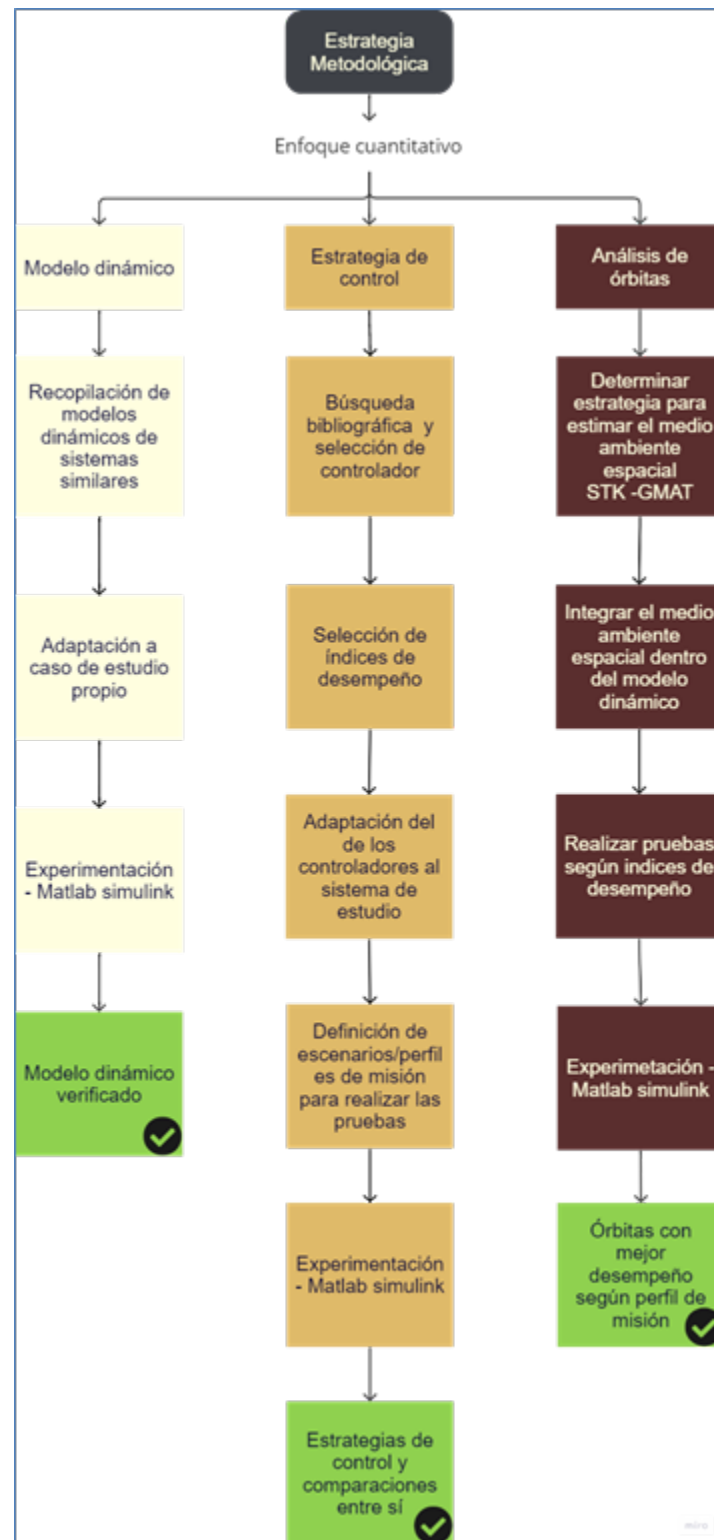 Estrategia
Metodológica
Enfoque cuantitativo
Modelo dinámico
Recopilación de
modelos
dinámicos de
sistemas
similares
Adaptación a
caso de estudio
propio
Experimentación
- Matlab simulink
Modelo dinámico
verificado
Estrategia de
control
Búsqueda
bibliográfica y
selección de
controlador
Selección de
índices de
desempeño
Adaptación del
de los
controladores al
sistema de
estudio
Definición de
escenarios/perfil
es de misión
para realizar las
pruebas
Experimentación
- Matlab simulink
Estrategias de
control y
comparaciones
entre sí
Análisis de
órbitas
Determinar
estrategia para
estimar el medio
ambiente
espacial
STK -GMAT
Integrar el medio
ambiente
espacial dentro
del modelo
dinámico
Realizar pruebas
según indices de
desempeño
Experimetación -
Matlab simulink
Órbitas con
mejor
desempeño
según perfil de
misión
miro